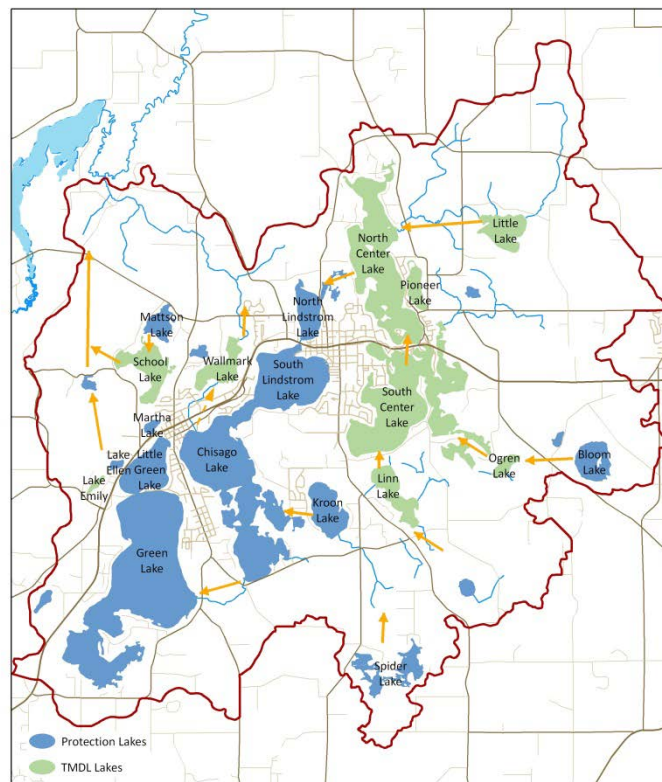 Little
Lake
North
Center
Lake
Pioneer
Lake
North
Lindstrom
Lake
Mattson
Lake
School
Lake
Wallmark
Lake
South
Lindstrom
Lake
South
Center
Lake
Martha
Lake
Chisago
Lake
Lake
Ellen
Little
Green
Lake
Ogren
Lake
Bloom
Lake
Lake
Emily
Linn
Lake
Kroon
Lake
Green
Lake
Spider
Lake
Protection Lakes
TMDL Lakes